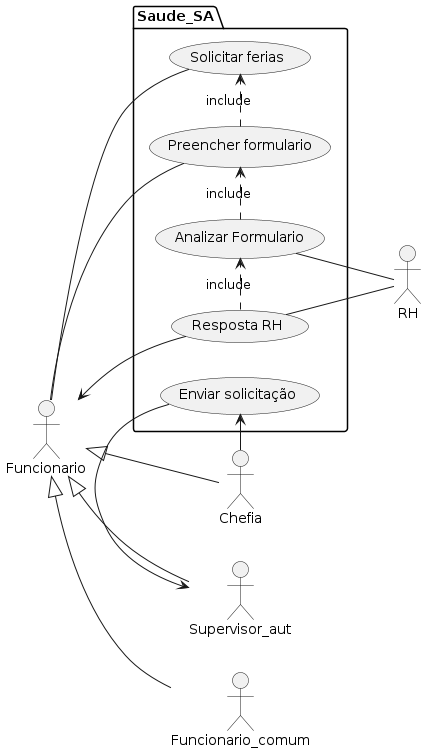 Saude_SA
Solicitar ferias
include
Preencher formulario
include
Analizar Formulario
include
Resposta RH
RH
Enviar solicitação
Funcionario
Chefia
Supervisor_aut
Funcionario_comum